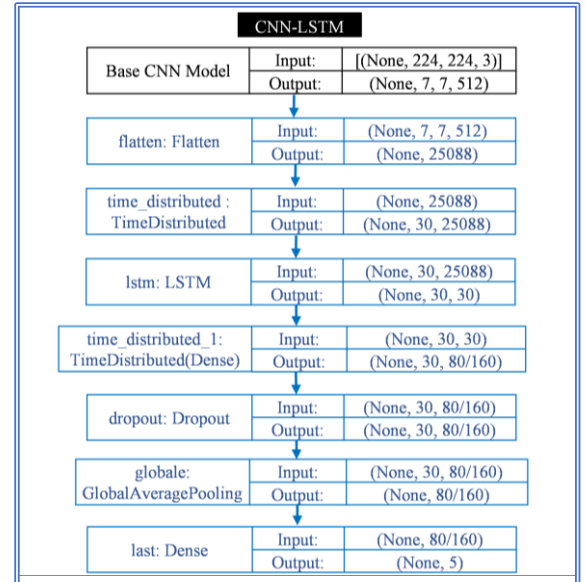 CNN-LSTM
Base CNN Model
Input: [(None, 224, 224, 3)]
Output: (None, 7, 7, 512)
flatten: Flatten
Input: (None, 7, 7, 512)
Output: (None, 25088)
time_distributed :
TimeDistributed
Input: (None, 25088)
Output: (None, 30, 25088)
lstm: LSTM
Input: (None, 30, 25088)
Output: (None, 30, 30)
time_distributed_1:
TimeDistributed(Dense)
Input: (None, 30, 30)
Output: (None, 30, 80/160)
dropout: Dropout
Input: (None, 30, 80/160)
Output: (None, 30, 80/160)
globale:
GlobalAveragePooling
Input: (None, 30, 80/160)
Output: (None, 80/160)
last: Dense
Input: (None, 80/160)
Output: (None, 5)